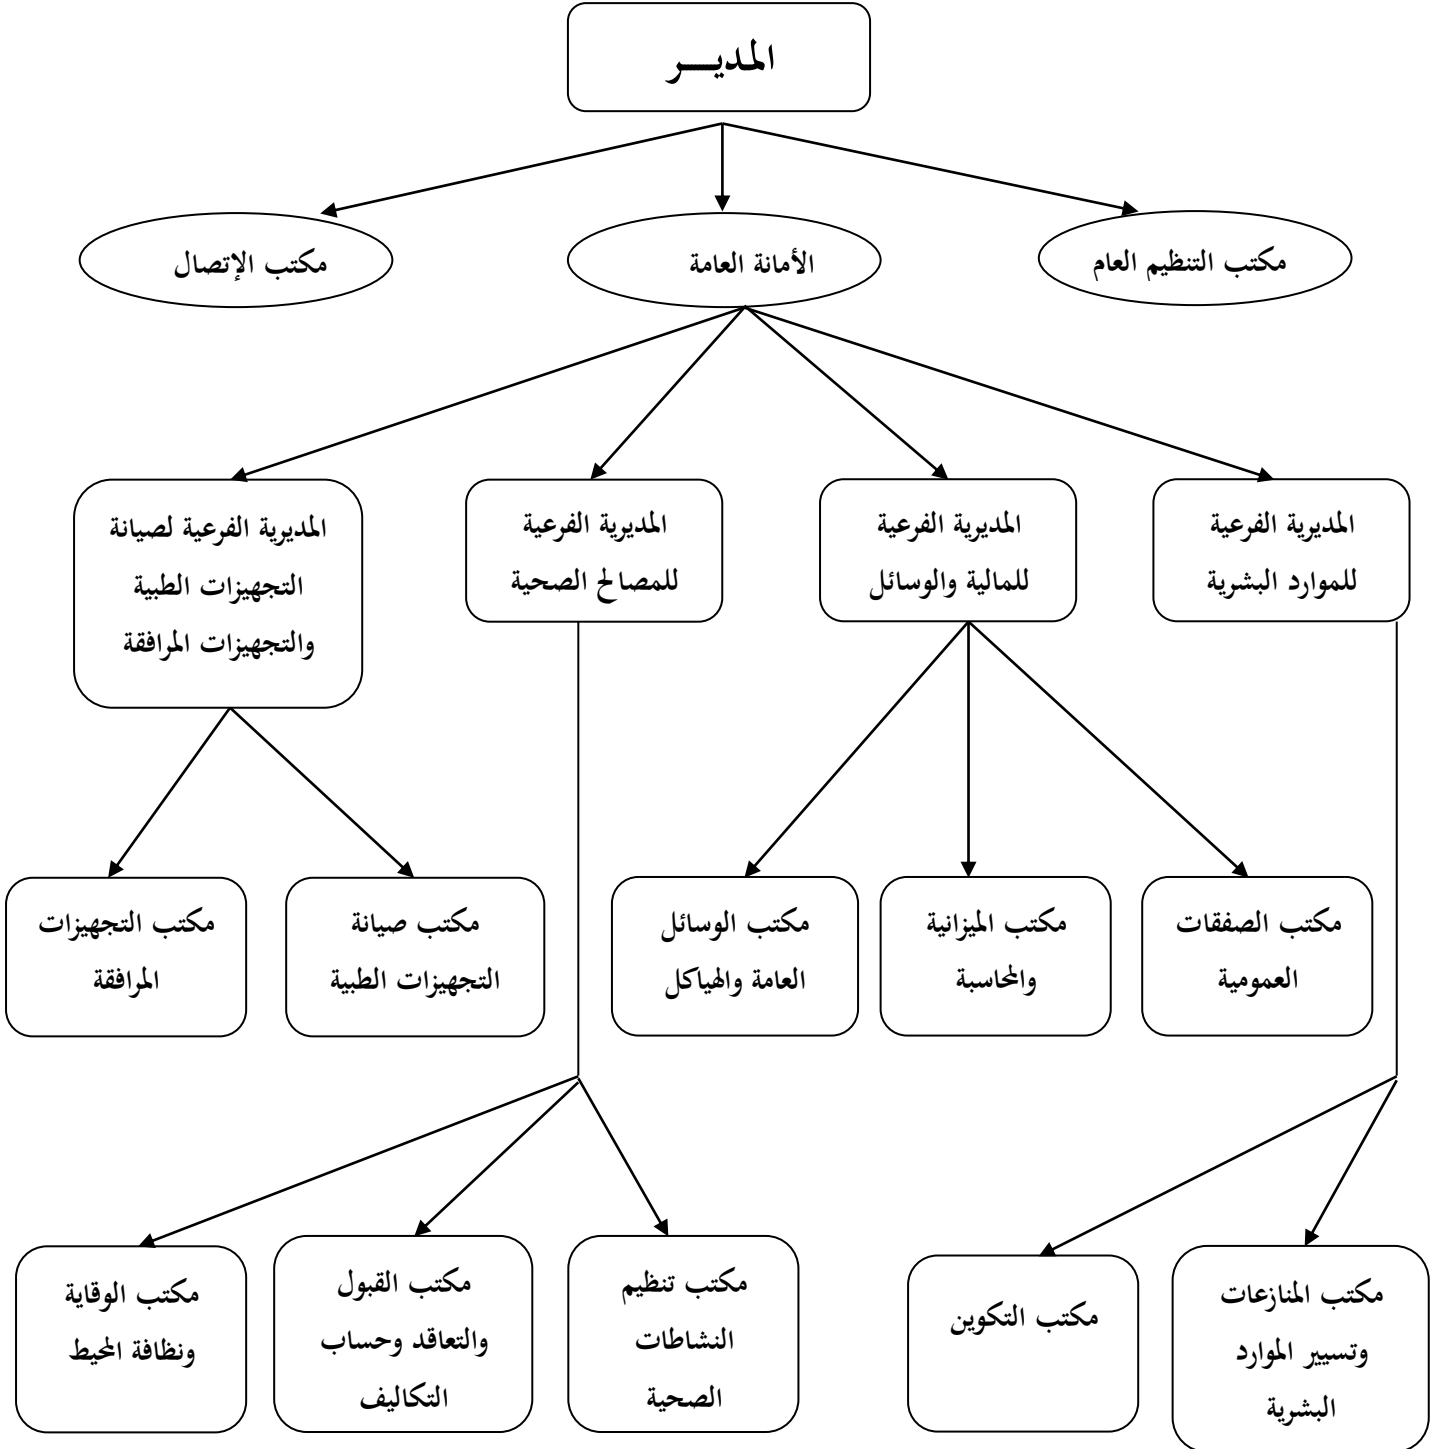 المديـــر
مكتب التنظيم العام
الأمانة العامة
مكتب الإتصال
المديرية الفرعية
للموارد البشرية
المديرية الفرعية
للمالية والوسائل
المديرية الفرعية
للمصالح الصحية
المديرية الفرعية لصيانة
التجهيزات الطبية
والتجهيزات المرافقة
مكتب الصفقات
العمومية
مكتب الميزانية
والمحاسبة
مكتب الوسائل
العامة والهياكل
مكتب صيانة
التجهيزات الطبية
مكتب التجهيزات
المرافقة
مكتب المنازعات
وتسيير الموارد
البشرية
مكتب التكوين
مكتب تنظيم
النشاطات
الصحية
مكتب القبول
والتعاقد وحساب
التكاليف
مكتب الوقاية
ونظافة المحيط